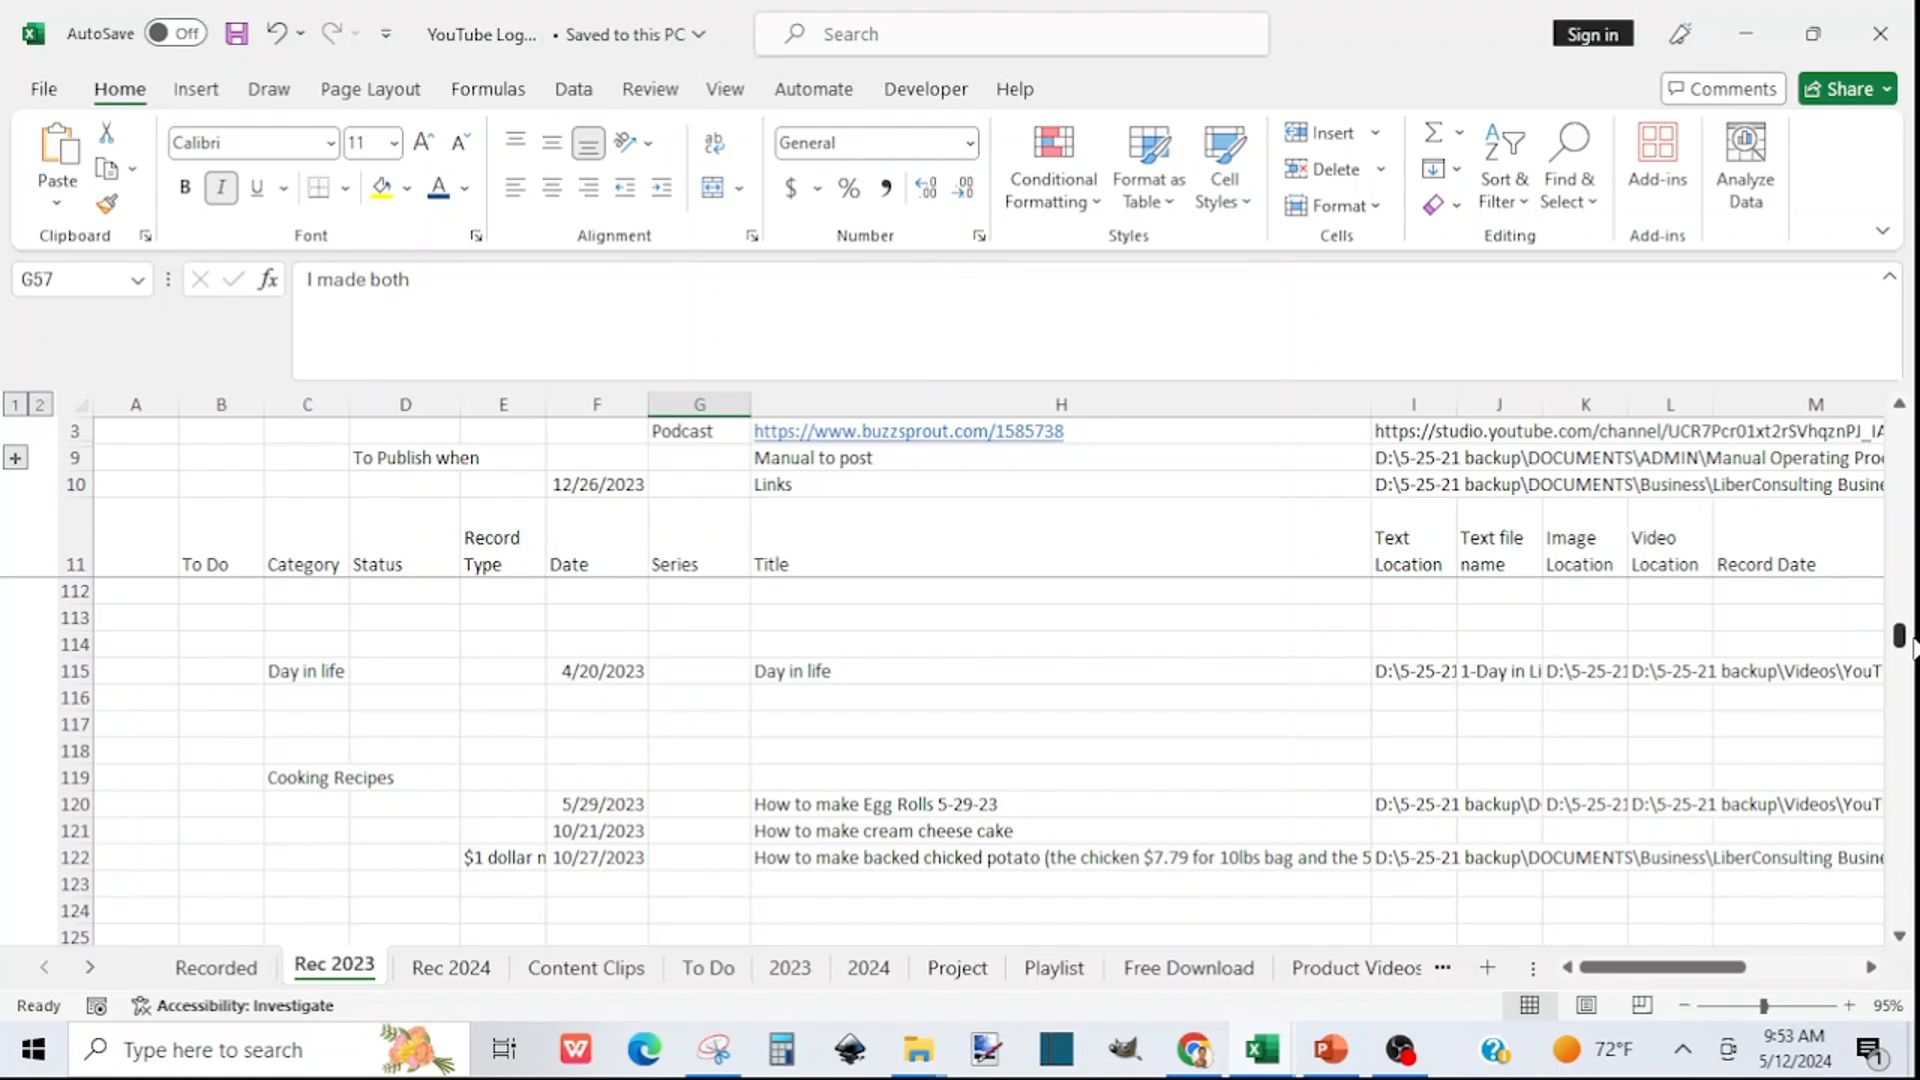 AutoSave Off YouTube Log... • Saved to this PC Search Sign in
File Home Insert Draw Page Layout Formulas Data Review View Automate Developer Help Comments Share
Paste
Clipboard
Calibri 11
B I U A
Font
Alignment
General
$ % 9
Number
Conditional
Formatting
Format as
Table
Cell
Styles
Styles
Insert
Delete
Format
Cells
Sort &
Filter
Find &
Select
Editing
Add-ins
Add-ins
Analyze
Data
G57 fx I made both
1 2 A B C D E F G H I J K L M
3 Podcast https://www.buzzsprout.com/1585738 https://studio.youtube.com/channel/UCR7Pcr01xt2rSVhqznPJ_IA
9 To Publish when Manual to post D:\5-25-21 backup\DOCUMENTS\ADMIN\Manual Operating Pro
10 12/26/2023 Links D:\5-25-21 backup\DOCUMENTS\Business\LiberConsulting Busine
Record Text Text file Image Video
11 To Do Category Status Type Date Series Title Location name Location Location Record Date
112
113
114
115 Day in life 4/20/2023 Day in life D:\5-25-21 1-Day in Li D:\5-25-21 D:\5-25-21 backup\Videos\YouT
116
117
118
119 Cooking Recipes
120 5/29/2023 How to make Egg Rolls 5-29-23 D:\5-25-21 backup\D D:\5-25-21 D:\5-25-21 backup\Videos\YouT
121 10/21/2023 How to make cream cheese cake
122 $1 dollar n 10/27/2023 How to make backed chicked potato (the chicken $7.79 for 10lbs bag and the 5 D:\5-25-21 backup\DOCUMENTS\Business\LiberConsulting Busine
123
124
125
Recorded Rec 2023 Rec 2024 Content Clips To Do 2023 2024 Project Playlist Free Download Product Videos ...
Ready Accessibility: Investigate 95%
Type here to search 72°F 9:53 AM
5/12/2024 1